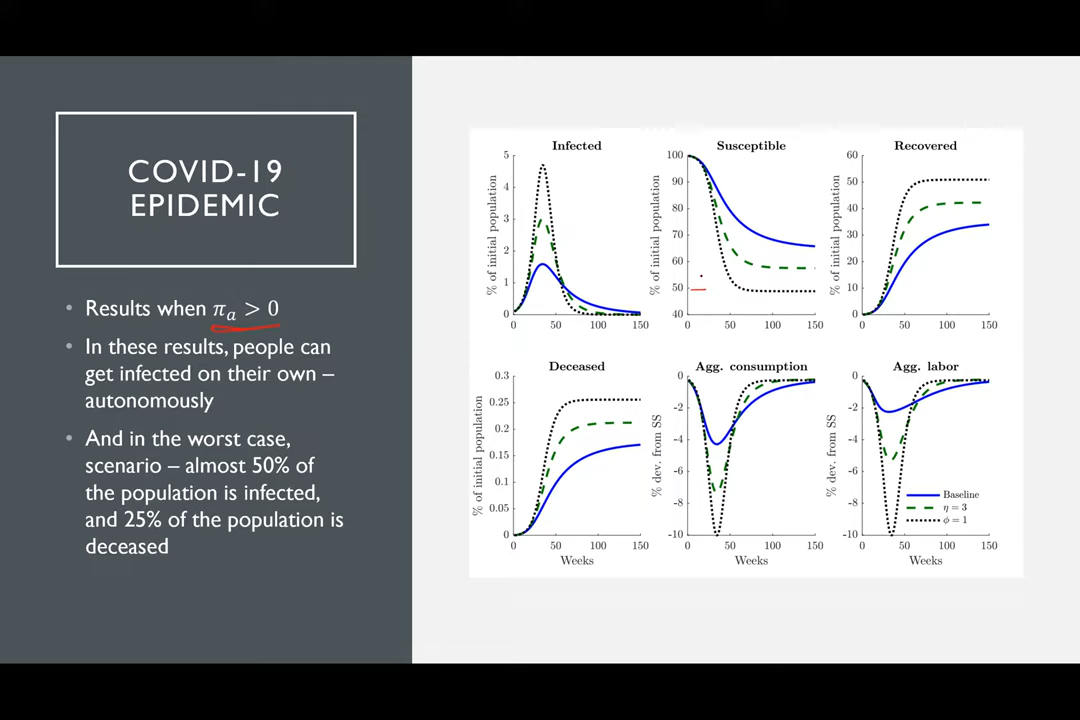 COVID-19
EPIDEMIC
• Results when πₐ > 0
• In these results, people can
get infected on their own –
autonomously
• And in the worst case,
scenario – almost 50% of
the population is infected,
and 25% of the population is
deceased
Infected
% of initial population
5
4
3
2
1
0
0 50 100 150
Susceptible
% of initial population
100
90
80
70
60
50
40
0 50 100 150
Recovered
% of initial population
60
50
40
30
20
10
0
0 50 100 150
Deceased
% of initial population
0.3
0.25
0.2
0.15
0.1
0.05
0
0 50 100 150
Weeks
Agg. consumption
% dev. from SS
0
-2
-4
-6
-8
-10
0 50 100 150
Weeks
Agg. labor
% dev. from SS
0
-2
-4
-6
-8
-10
Baseline
η = 3
ϕ = 1
0 50 100 150
Weeks